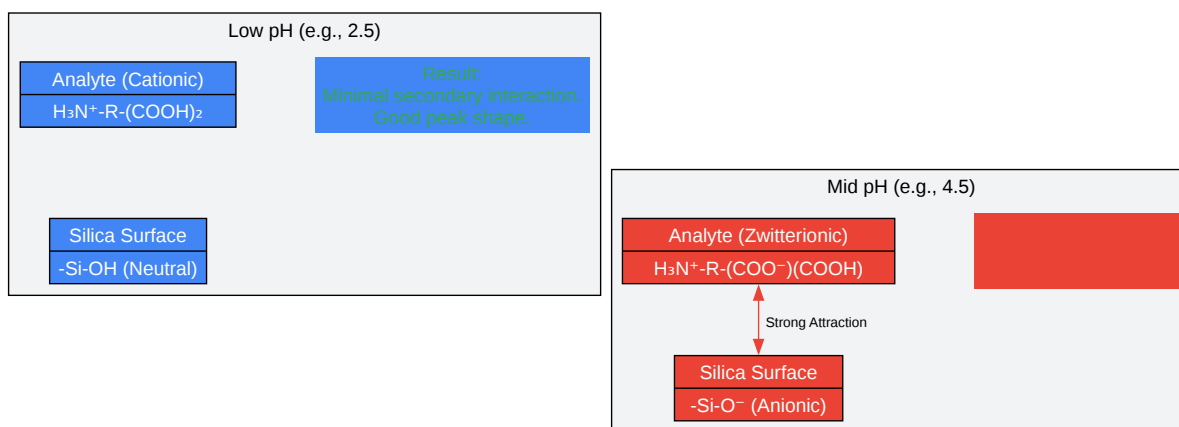 Low pH (e.g., 2.5)
Analyte (Cationic)
H₃N⁺-R-(COOH)₂
Result:
Minimal secondary interaction.
Good peak shape.
Silica Surface
-Si-OH (Neutral)
Mid pH (e.g., 4.5)
Analyte (Zwitterionic)
H₃N⁺-R-(COO⁻)(COOH)
Strong Attraction
Silica Surface
-Si-O⁻ (Anionic)